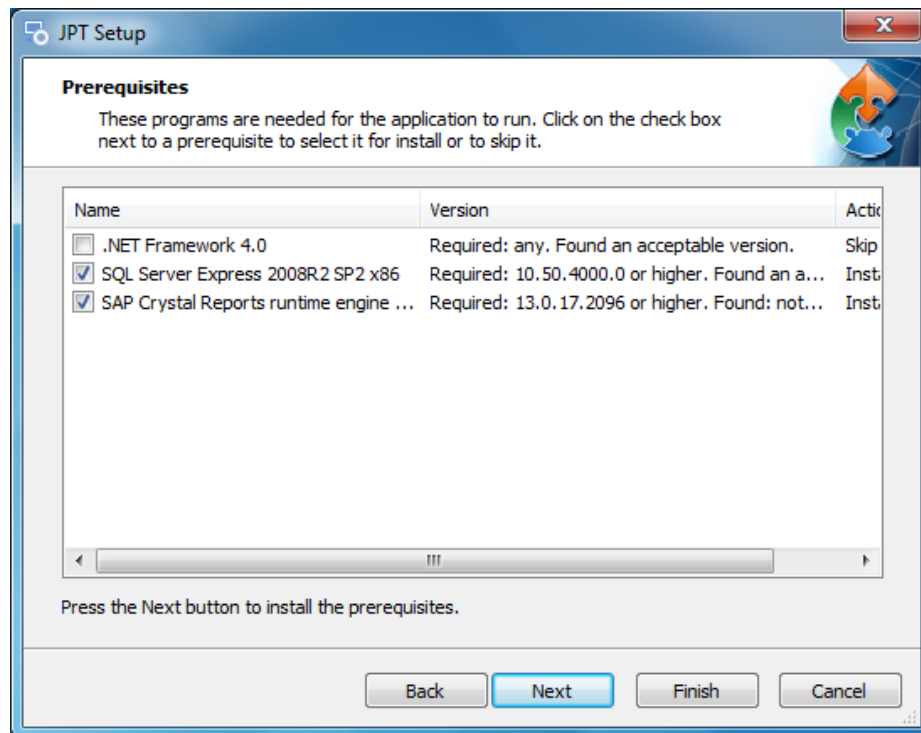 JPT Setup
Prerequisites
These programs are needed for the application to run. Click on the check box
next to a prerequisite to select it for install or to skip it.
Name Version Actic
.NET Framework 4.0 Required: any. Found an acceptable version. Skip
SQL Server Express 2008R2 SP2 x86 Required: 10.50.4000.0 or higher. Found an a... Insta
SAP Crystal Reports runtime engine ... Required: 13.0.17.2096 or higher. Found: not... Insta
Press the Next button to install the prerequisites.
Back Next Finish Cancel